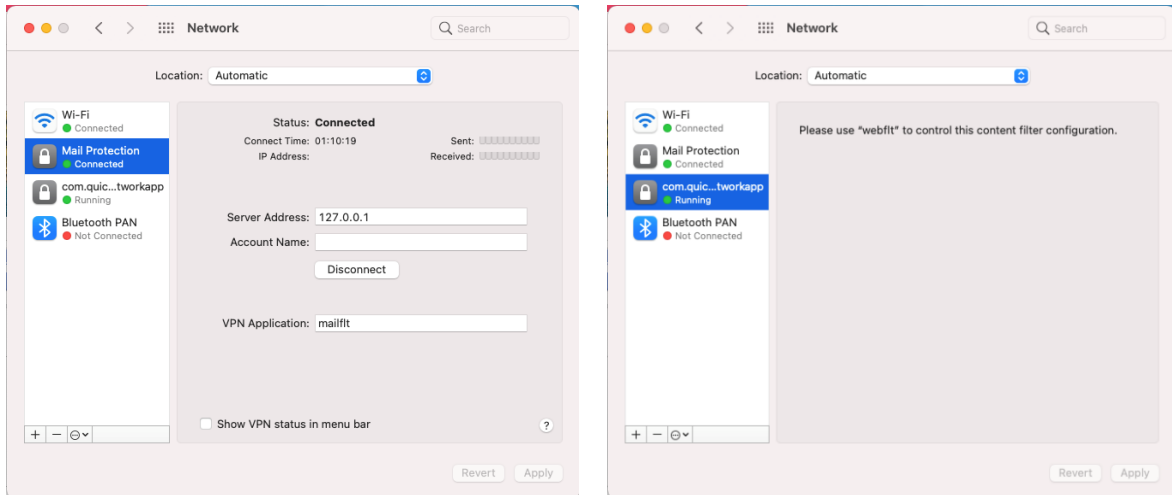 Network
Search
Location: Automatic
Wi-Fi
Connected
Mail Protection
Connected
com.quic...tworkapp
Running
Bluetooth PAN
Not Connected
Status: Connected
Connect Time: 01:10:19
Sent:
IP Address:
Received:
Server Address: 127.0.0.1
Account Name:
Disconnect
VPN Application: mailflt
Show VPN status in menu bar
?
Revert
Apply
Network
Search
Location: Automatic
Wi-Fi
Connected
Mail Protection
Connected
com.quic...tworkapp
Running
Bluetooth PAN
Not Connected
Please use “webflt” to control this content filter configuration.
Revert
Apply